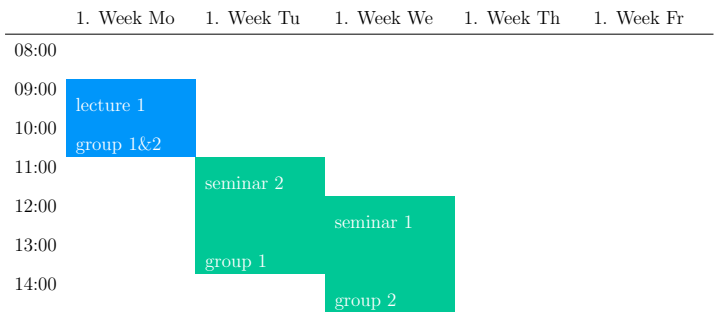 1. Week Mo 1. Week Tu 1. Week We 1. Week Th 1. Week Fr
08:00
09:00
lecture 1
10:00
group 1&2
11:00
seminar 2
12:00
seminar 1
13:00
group 1
14:00
group 2